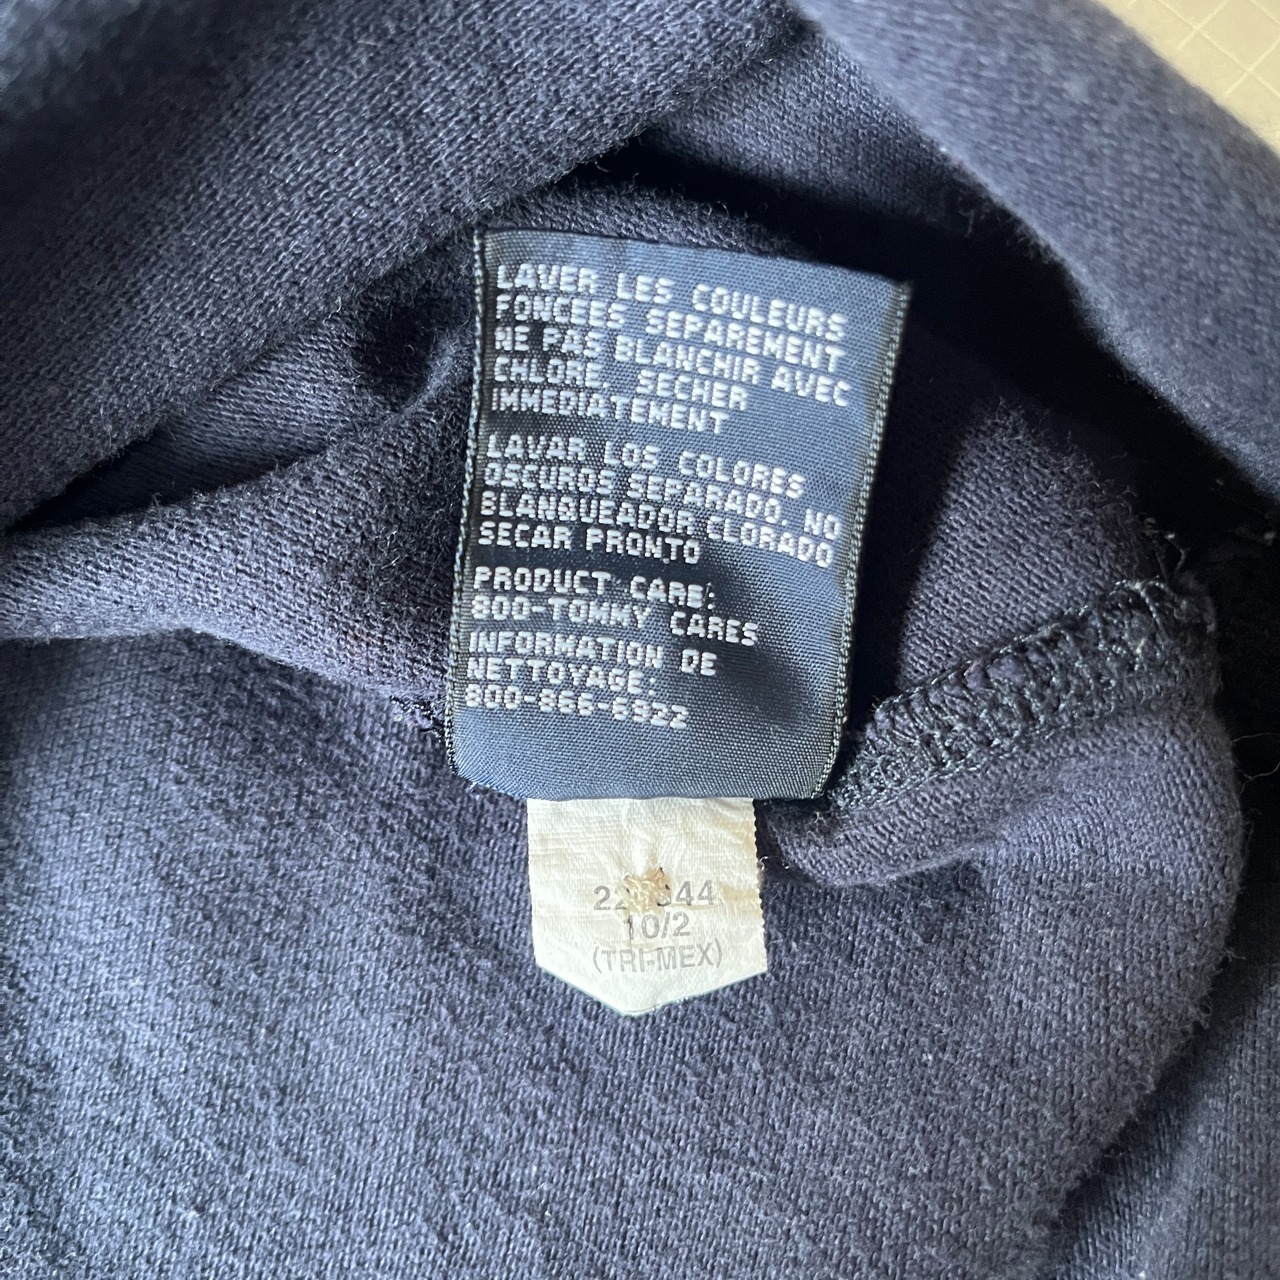 LAVER LES COULEURS
FONCEES SEPAREMENT
NE PAS BLANCHIR AVEC
CHLORE. SECHER
IMMEDIATEMENT
LAVAR LOS COLORES
OSCUROS SEPARADO. NO
BLANQUEADOR CLORADO
SECAR PRONTO
PRODUCT CARE:
800-TOMMY CARES
INFORMATION DE
NETTOYAGE:
800-866-6922
10/2
(TRI-MEX)